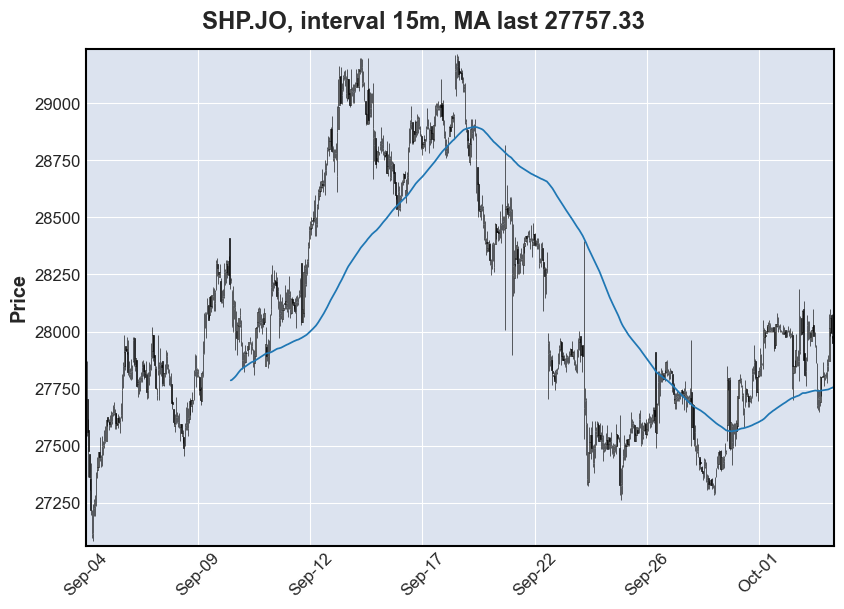 SHP.JO, interval 15m, MA last 27757.33
Price
29000
28750
28500
28250
28000
27750
27500
27250
Sep-04
Sep-09
Sep-12
Sep-17
Sep-22
Sep-26
Oct-01